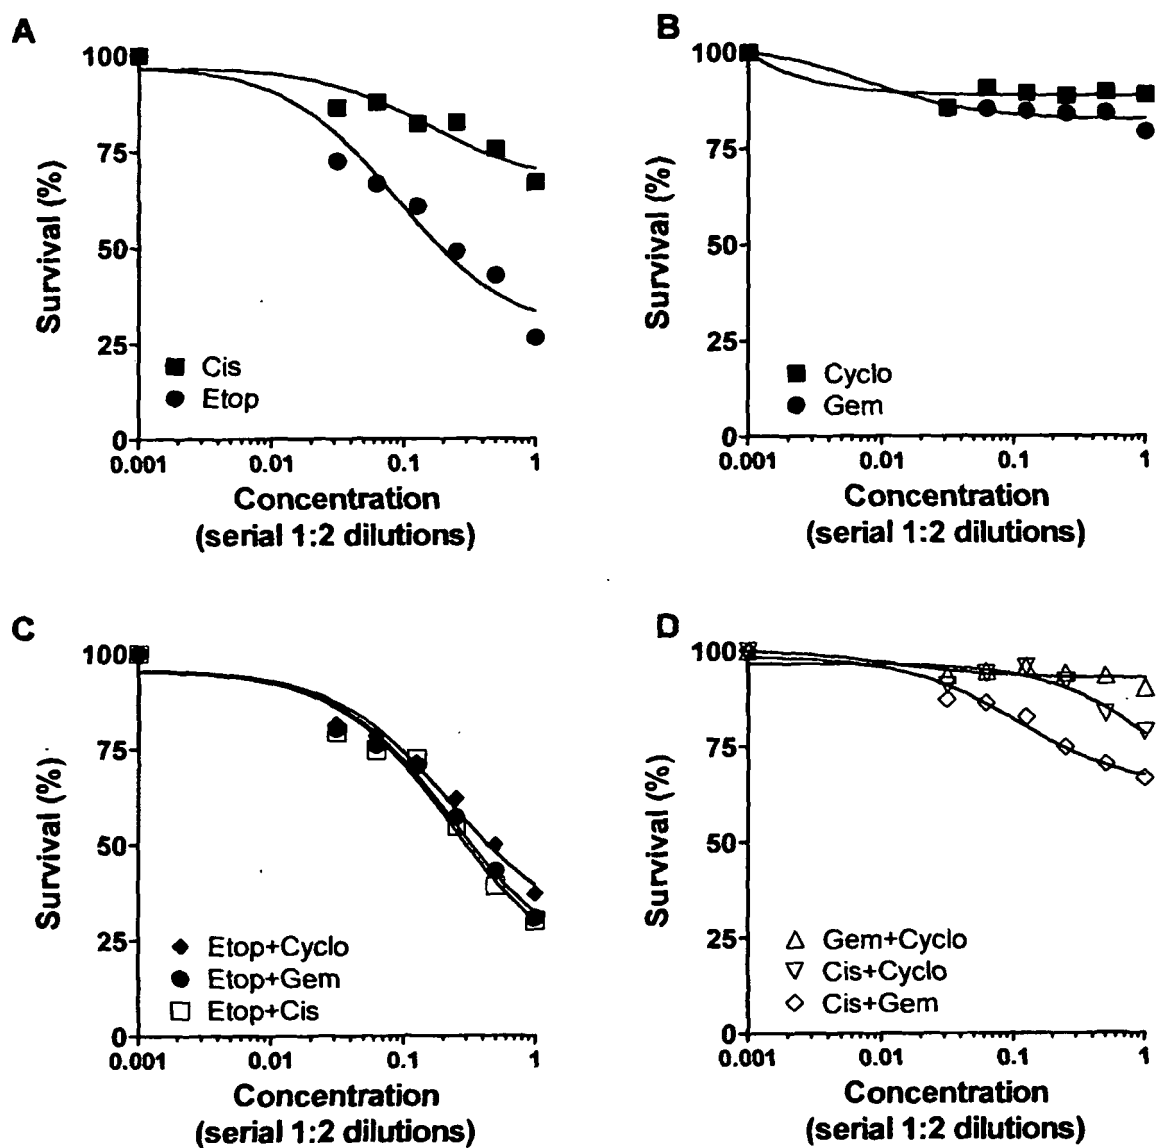 A
100
75
50
25
0
Survival (%)
Cis
Etop
0.001 0.01 0.1 1
Concentration
(serial 1:2 dilutions)
B
100
75
50
25
0
Survival (%)
Cyclo
Gem
0.001 0.01 0.1 1
Concentration
(serial 1:2 dilutions)
C
100
75
50
25
0
Survival (%)
Etop+Cyclo
Etop+Gem
Etop+Cis
0.001 0.01 0.1 1
Concentration
(serial 1:2 dilutions)
D
100
75
50
25
0
Survival (%)
Gem+Cyclo
Cis+Cyclo
Cis+Gem
0.001 0.01 0.1 1
Concentration
(serial 1:2 dilutions)